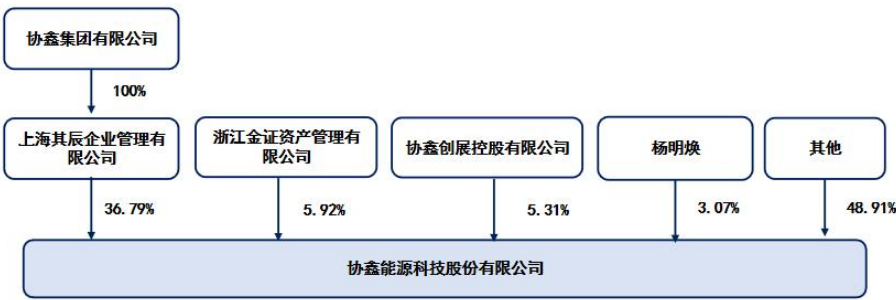 协鑫集团有限公司
100%
上海其辰企业管理有
限公司
浙江金证资产管理有
限公司
协鑫创展控股有限公司
杨明焕
其他
36.79%
5.92%
5.31%
3.07%
48.91%
协鑫能源科技股份有限公司